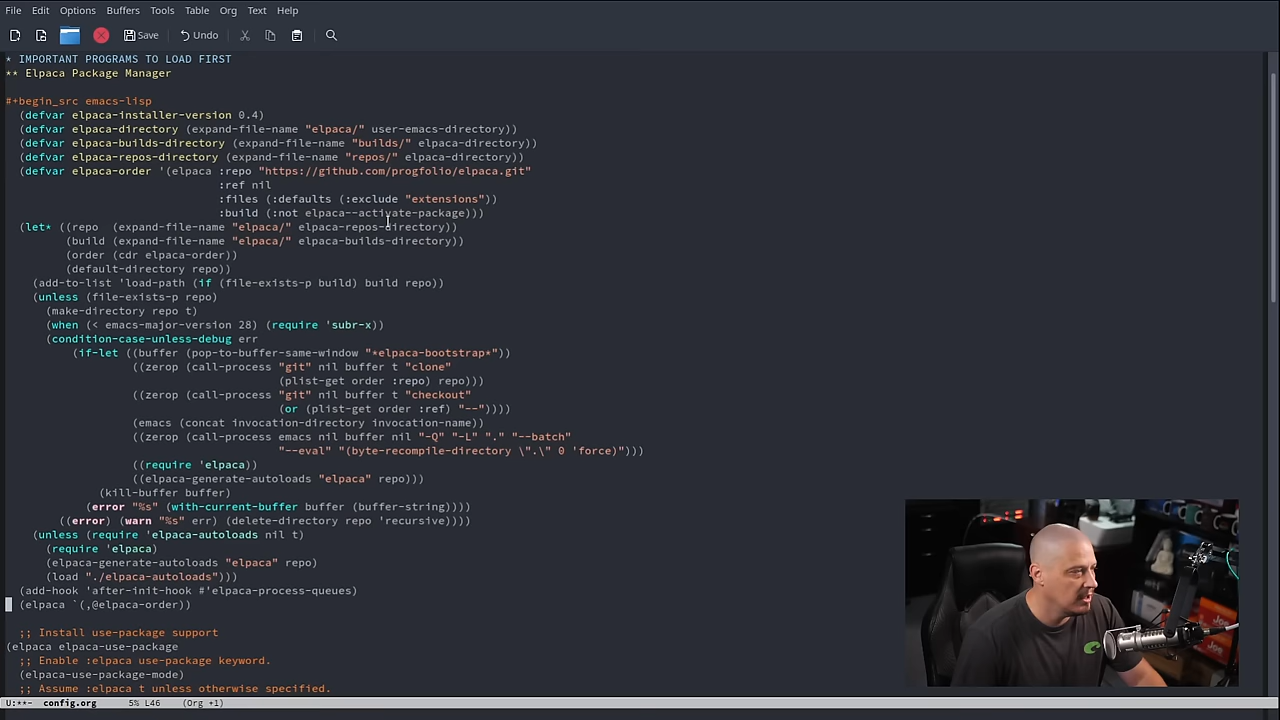 File Edit Options Buffers Tools Table Org Text Help
Save Undo
* IMPORTANT PROGRAMS TO LOAD FIRST
** Elpaca Package Manager
#+begin_src emacs-lisp
(defvar elpaca-installer-version 0.4)
(defvar elpaca-directory (expand-file-name "elpaca/" user-emacs-directory))
(defvar elpaca-builds-directory (expand-file-name "builds/" elpaca-directory))
(defvar elpaca-repos-directory (expand-file-name "repos/" elpaca-directory))
(defvar elpaca-order '(elpaca :repo "https://github.com/progfolio/elpaca.git"
:ref nil
:files (:defaults (:exclude "extensions"))
:build (:not elpaca--activate-package)))
(let* ((repo (expand-file-name "elpaca/" elpaca-repos-directory))
(build (expand-file-name "elpaca/" elpaca-builds-directory))
(order (cdr elpaca-order))
(default-directory repo))
(add-to-list 'load-path (if (file-exists-p build) build repo))
(unless (file-exists-p repo)
(make-directory repo t)
(when (< emacs-major-version 28) (require 'subr-x))
(condition-case-unless-debug err
(if-let ((buffer (pop-to-buffer-same-window "*elpaca-bootstrap*"))
((zerop (call-process "git" nil buffer t "clone"
(plist-get order :repo) repo)))
((zerop (call-process "git" nil buffer t "checkout"
(or (plist-get order :ref) "--"))))
(emacs (concat invocation-directory invocation-name))
((zerop (call-process emacs nil buffer nil "-Q" "-L" "." "--batch"
"--eval" "(byte-recompile-directory \".\" 0 'force)")))
((require 'elpaca))
((elpaca-generate-autoloads "elpaca" repo)))
(kill-buffer buffer)
(error "%s" (with-current-buffer buffer (buffer-string))))
((error) (warn "%s" err) (delete-directory repo 'recursive))))
(unless (require 'elpaca-autoloads nil t)
(require 'elpaca)
(elpaca-generate-autoloads "elpaca" repo)
(load "./elpaca-autoloads")))
(add-hook 'after-init-hook #'elpaca-process-queues)
(elpaca `(,@elpaca-order))
;; Install use-package support
(elpaca elpaca-use-package
;; Enable :elpaca use-package keyword.
(elpaca-use-package-mode)
;; Assume :elpaca t unless otherwise specified.
U:**- config.org 5% L46 (Org +1)